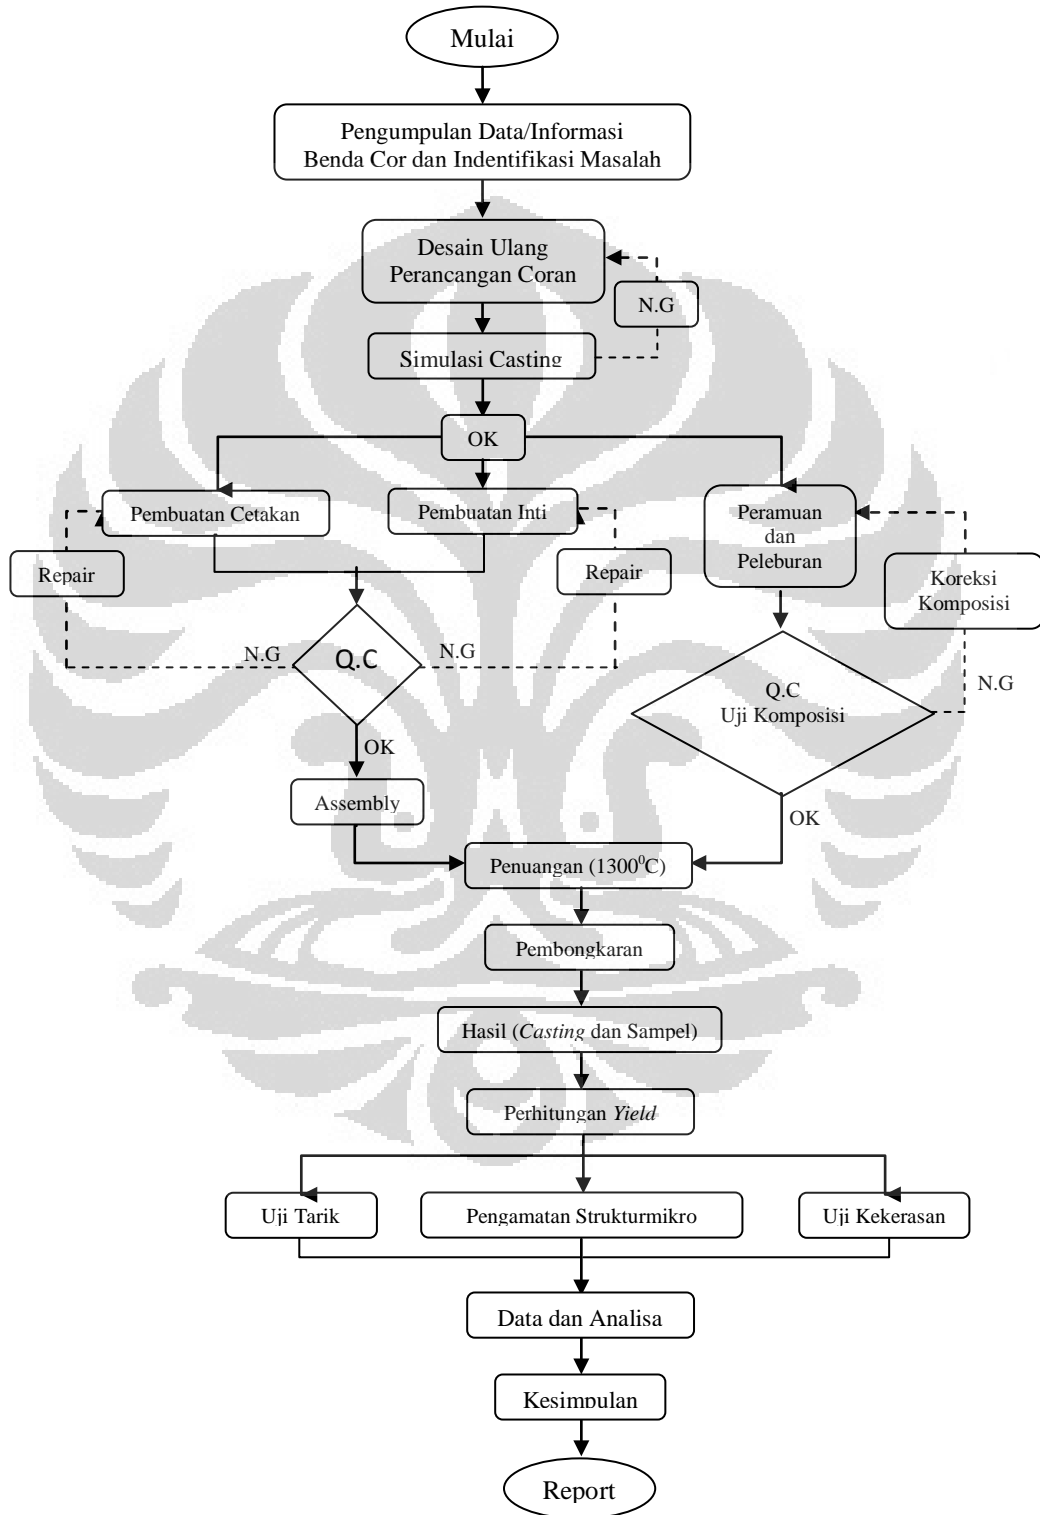 Mulai
Pengumpulan Data/Informasi
Benda Cor dan Indentifikasi Masalah
Desain Ulang
Perancangan Coran
N.G
Simulasi Casting
OK
Pembuatan Cetakan
Pembuatan Inti
Peramuan
dan
Peleburan
Repair
Repair
Koreksi
Komposisi
N.G
Q.C
N.G
Q.C
Uji Komposisi
N.G
OK
Assembly
OK
Penuangan (1300⁰C)
Pembongkaran
Hasil (Casting dan Sampel)
Perhitungan Yield
Uji Tarik
Pengamatan Strukturmikro
Uji Kekerasan
Data dan Analisa
Kesimpulan
Report